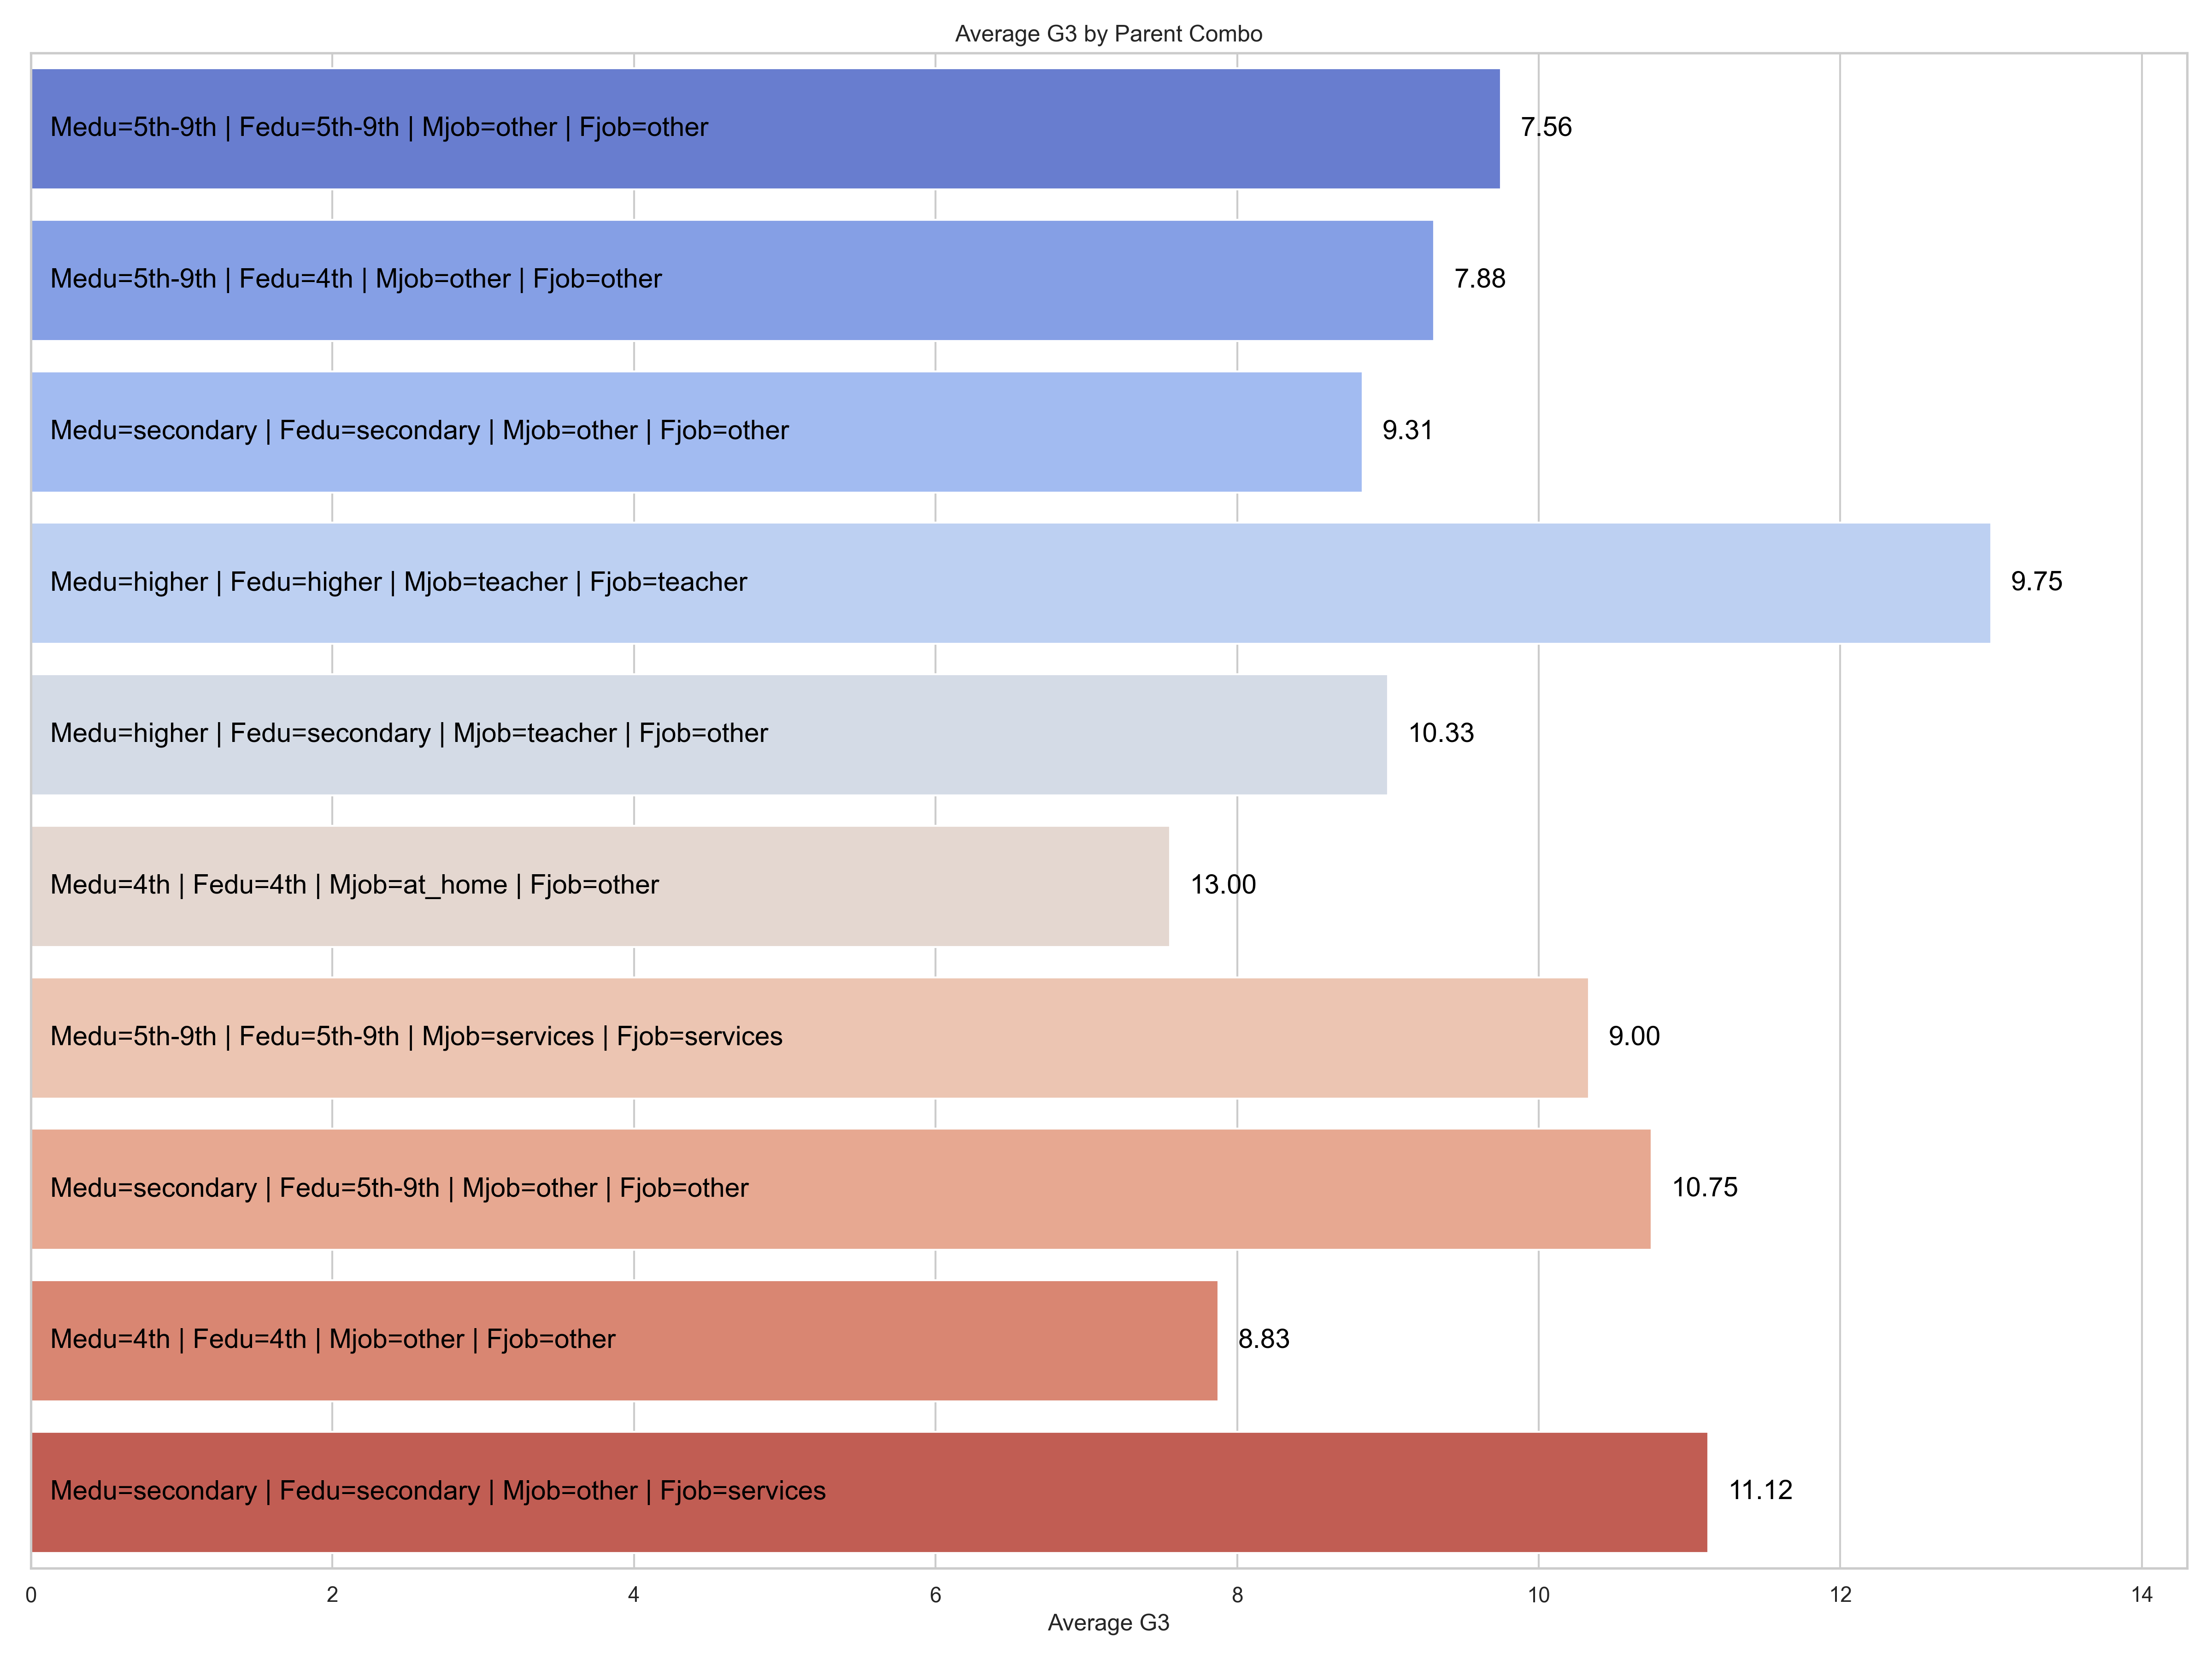 Average G3 by Parent Combo
Medu=5th-9th | Fedu=5th-9th | Mjob=other | Fjob=other 7.56
Medu=5th-9th | Fedu=4th | Mjob=other | Fjob=other 7.88
Medu=secondary | Fedu=secondary | Mjob=other | Fjob=other 9.31
Medu=higher | Fedu=higher | Mjob=teacher | Fjob=teacher 9.75
Medu=higher | Fedu=secondary | Mjob=teacher | Fjob=other 10.33
Medu=4th | Fedu=4th | Mjob=at_home | Fjob=other 13.00
Medu=5th-9th | Fedu=5th-9th | Mjob=services | Fjob=services 9.00
Medu=secondary | Fedu=5th-9th | Mjob=other | Fjob=other 10.75
Medu=4th | Fedu=4th | Mjob=other | Fjob=other 8.83
Medu=secondary | Fedu=secondary | Mjob=other | Fjob=services 11.12
0 2 4 6 8 10 12 14
Average G3